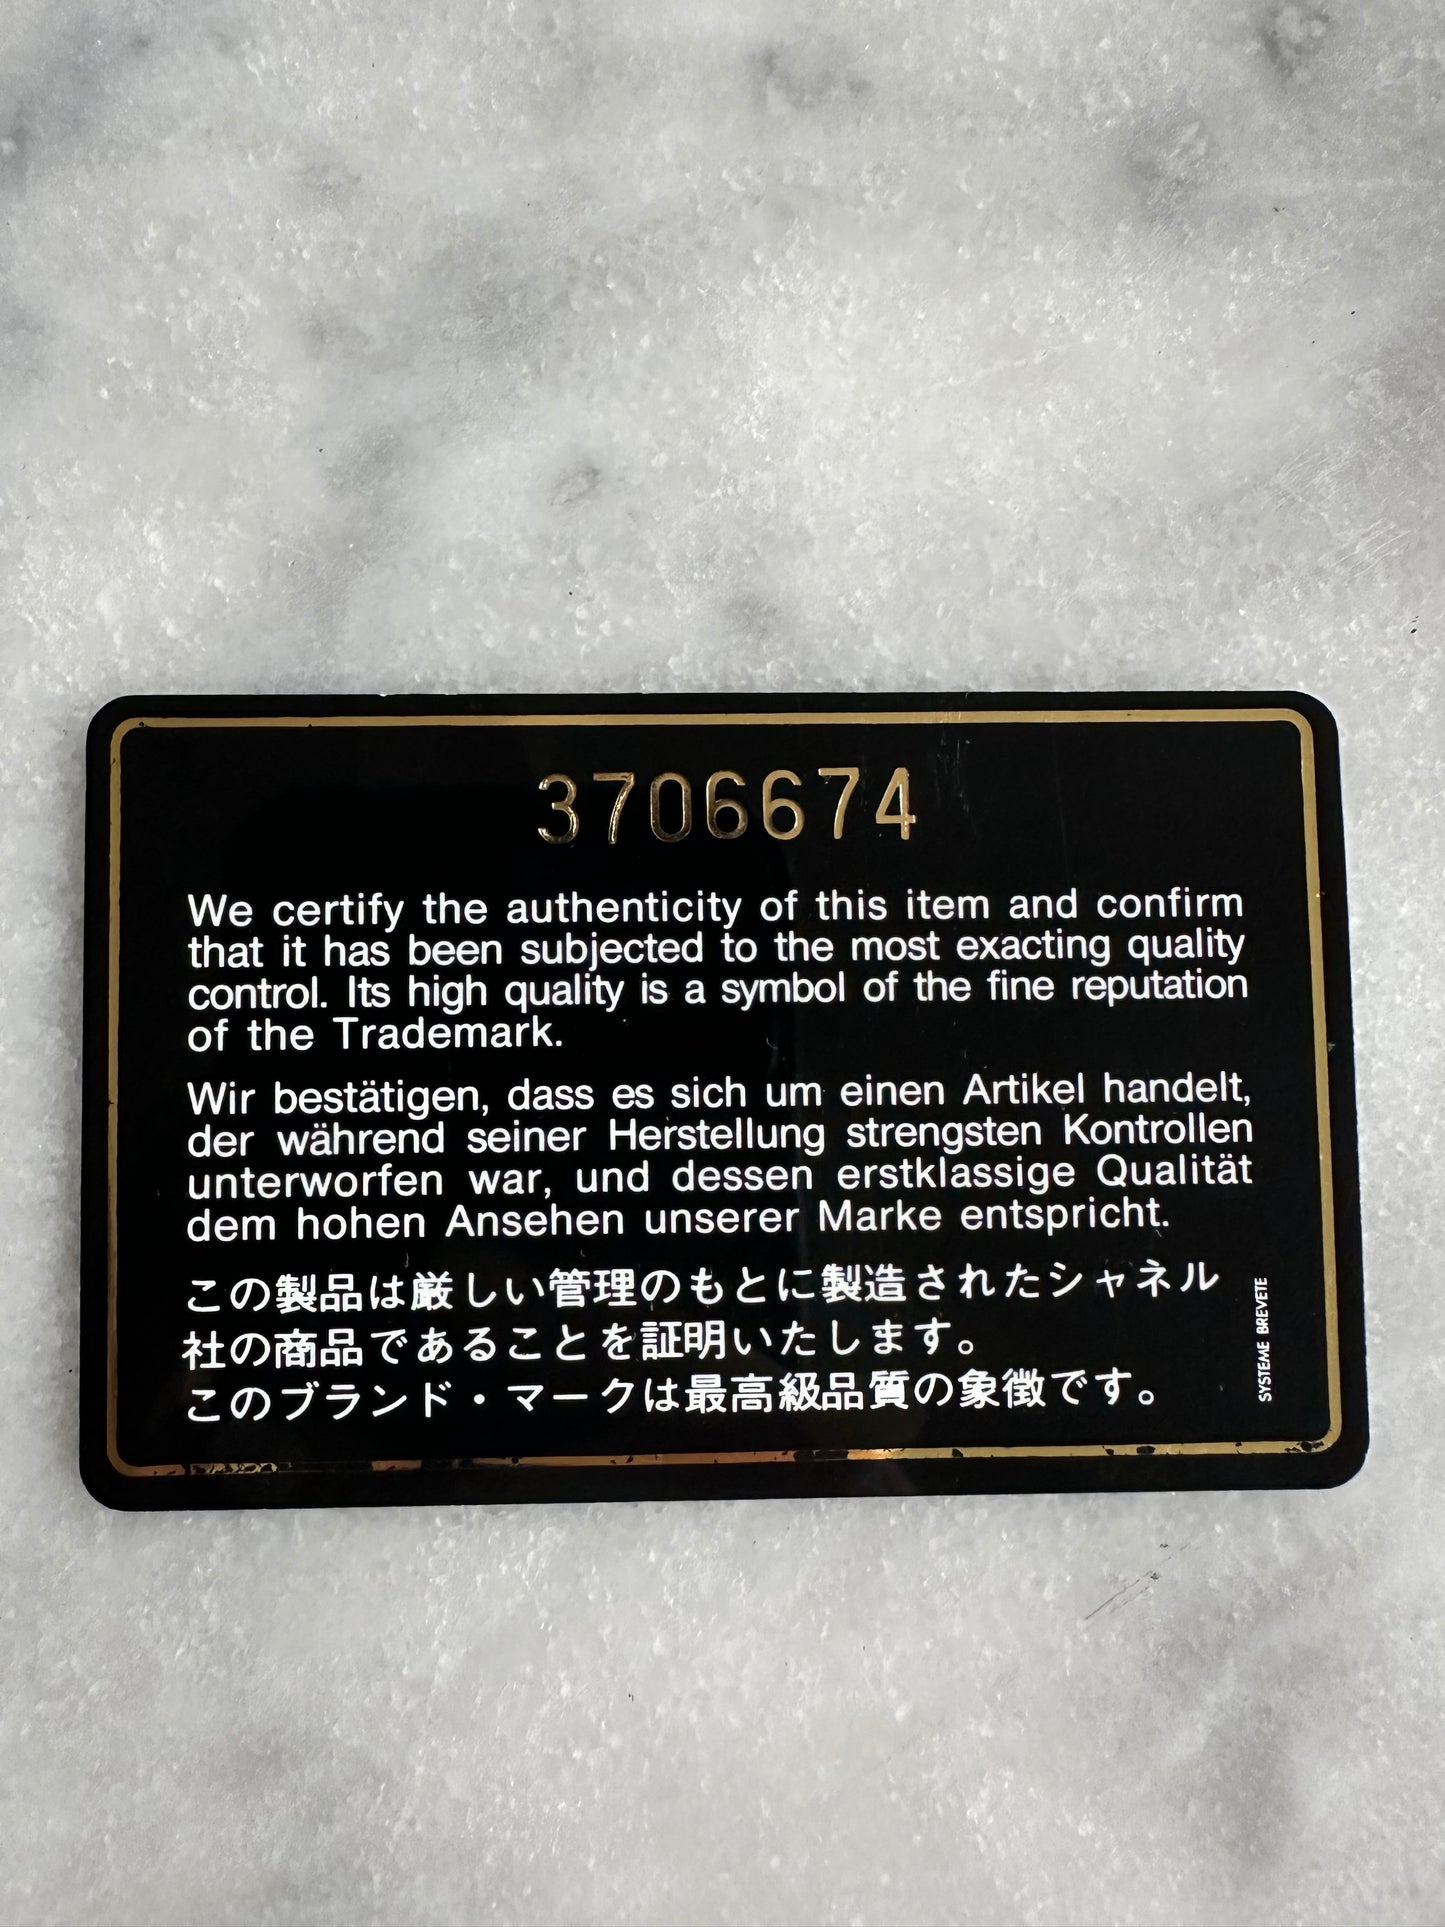 3706674
We certify the authenticity of this item and confirm
that it has been subjected to the most exacting quality
control. Its high quality is a symbol of the fine reputation
of the Trademark.
Wir bestätigen, dass es sich um einen Artikel handelt,
der während seiner Herstellung strengsten Kontrollen
unterworfen war, und dessen erstklassige Qualität
dem hohen Ansehen unserer Marke entspricht.
この製品は厳しい管理のもとに製造されたシャネル
社の商品であることを証明いたします。
このブランド・マークは最高級品質の象徴です。
SYSTEME BREVETE